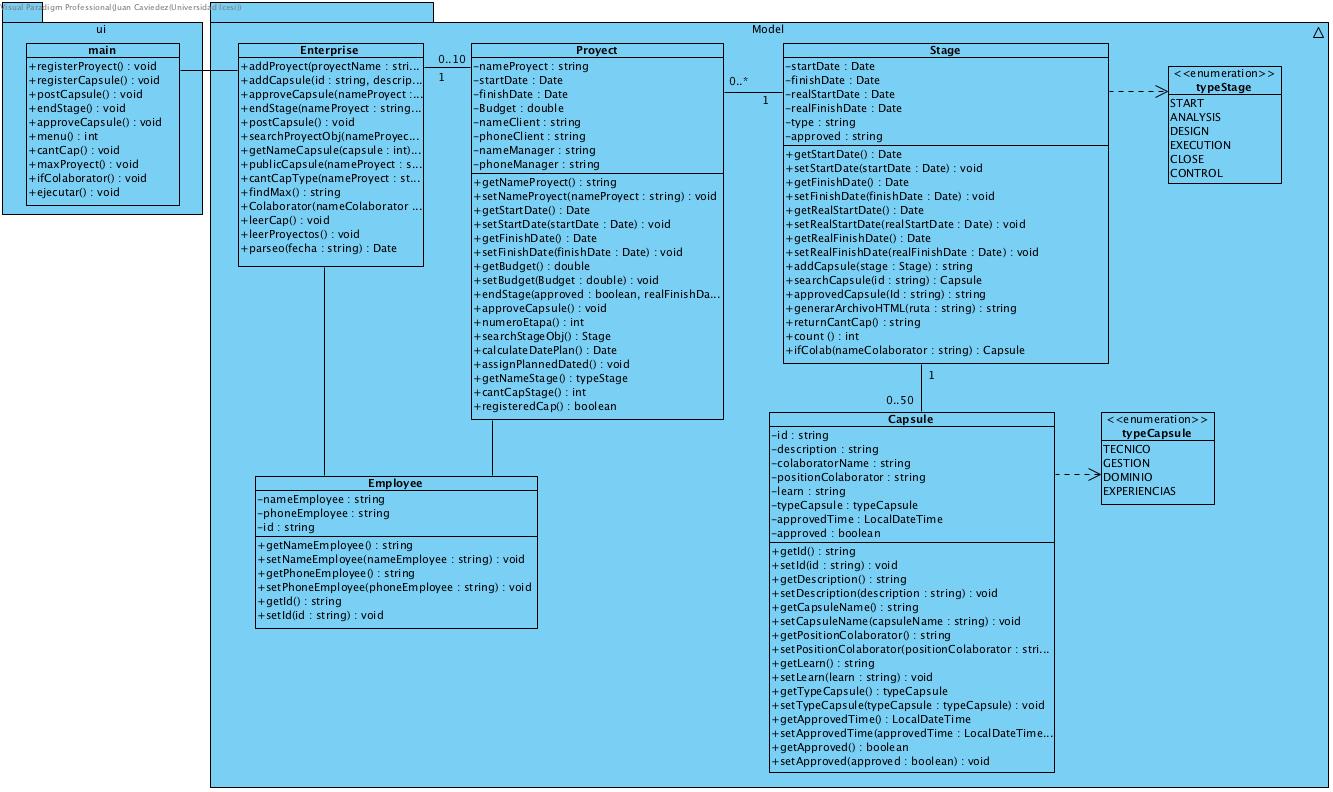 Visual Paradigm Professional(Juan Caviedez(Universidad Icesi))
ui
main
+registerProyect() : void
+registerCapsule() : void
+postCapsule() : void
+endStage() : void
+approveCapsule() : void
+menu() : int
+cantCap() : void
+maxProyect() : void
+ifColaborator() : void
+ejecutar() : void
Model
Enterprise
+addProyect(proyectName : stri...
+addCapsule(id : string, descrip...
+approveCapsule(nameProyect :...
+endStage(nameProyect : string...
+postCapsule() : void
+searchProyectObj(nameProyec...
+getNameCapsule(capsule : int)...
+publicCapsule(nameProyect : s...
+cantCapType(nameProyect : st...
+findMax() : string
+Colaborator(nameColaborator ...
+leerCap() : void
+leerProyectos() : void
+parseo(fecha : string) : Date
0..10
1
Proyect
-nameProyect : string
-startDate : Date
-finishDate : Date
-Budget : double
-nameClient : string
-phoneClient : string
-nameManager : string
-phoneManager : string
+getNameProyect() : string
+setNameProyect(nameProyect : string) : void
+getStartDate() : Date
+setStartDate(startDate : Date) : void
+getFinishDate() : Date
+setFinishDate(finishDate : Date) : void
+getBudget() : double
+setBudget(Budget : double) : void
+endStage(approved : boolean, realFinishDa...
+approveCapsule() : void
+numeroEtapa() : int
+searchStageObj() : Stage
+calculateDatePlan() : Date
+assignPlannedDated() : void
+getNameStage() : typeStage
+cantCapStage() : int
+registeredCap() : boolean
0..*
1
Stage
-startDate : Date
-finishDate : Date
-realStartDate : Date
-realFinishDate : Date
-type : string
-approved : string
+getStartDate() : Date
+setStartDate(startDate : Date) : void
+getFinishDate() : Date
+setFinishDate(finishDate : Date) : void
+getRealStartDate() : Date
+setRealStartDate(realStartDate : Date) : void
+getRealFinishDate() : Date
+setRealFinishDate(realFinishDate : Date) : void
+addCapsule(stage : Stage) : string
+searchCapsule(id : string) : Capsule
+approvedCapsule(Id : string) : string
+generarArchivoHTML(ruta : string) : string
+returnCantCap() : string
+count () : int
+ifColab(nameColaborator : string) : Capsule
<<enumeration>>
typeStage
START
ANALYSIS
DESIGN
EXECUTION
CLOSE
CONTROL
1
0..50
Capsule
-id : string
-description : string
-colaboratorName : string
-positionColaborator : string
-learn : string
-typeCapsule : typeCapsule
-approvedTime : LocalDateTime
-approved : boolean
+getId() : string
+setId(id : string) : void
+getDescription() : string
+setDescription(description : string) : void
+getCapsuleName() : string
+setCapsuleName(capsuleName : string) : void
+getPositionColaborator() : string
+setPositionColaborator(positionColaborator : stri...
+getLearn() : string
+setLearn(learn : string) : void
+getTypeCapsule() : typeCapsule
+setTypeCapsule(typeCapsule : typeCapsule) : void
+getApprovedTime() : LocalDateTime
+setApprovedTime(approvedTime : LocalDateTime...
+getApproved() : boolean
+setApproved(approved : boolean) : void
<<enumeration>>
typeCapsule
TECNICO
GESTION
DOMINIO
EXPERIENCIAS
Employee
-nameEmployee : string
-phoneEmployee : string
-id : string
+getNameEmployee() : string
+setNameEmployee(nameEmployee : string) : void
+getPhoneEmployee() : string
+setPhoneEmployee(phoneEmployee : string) : void
+getId() : string
+setId(id : string) : void